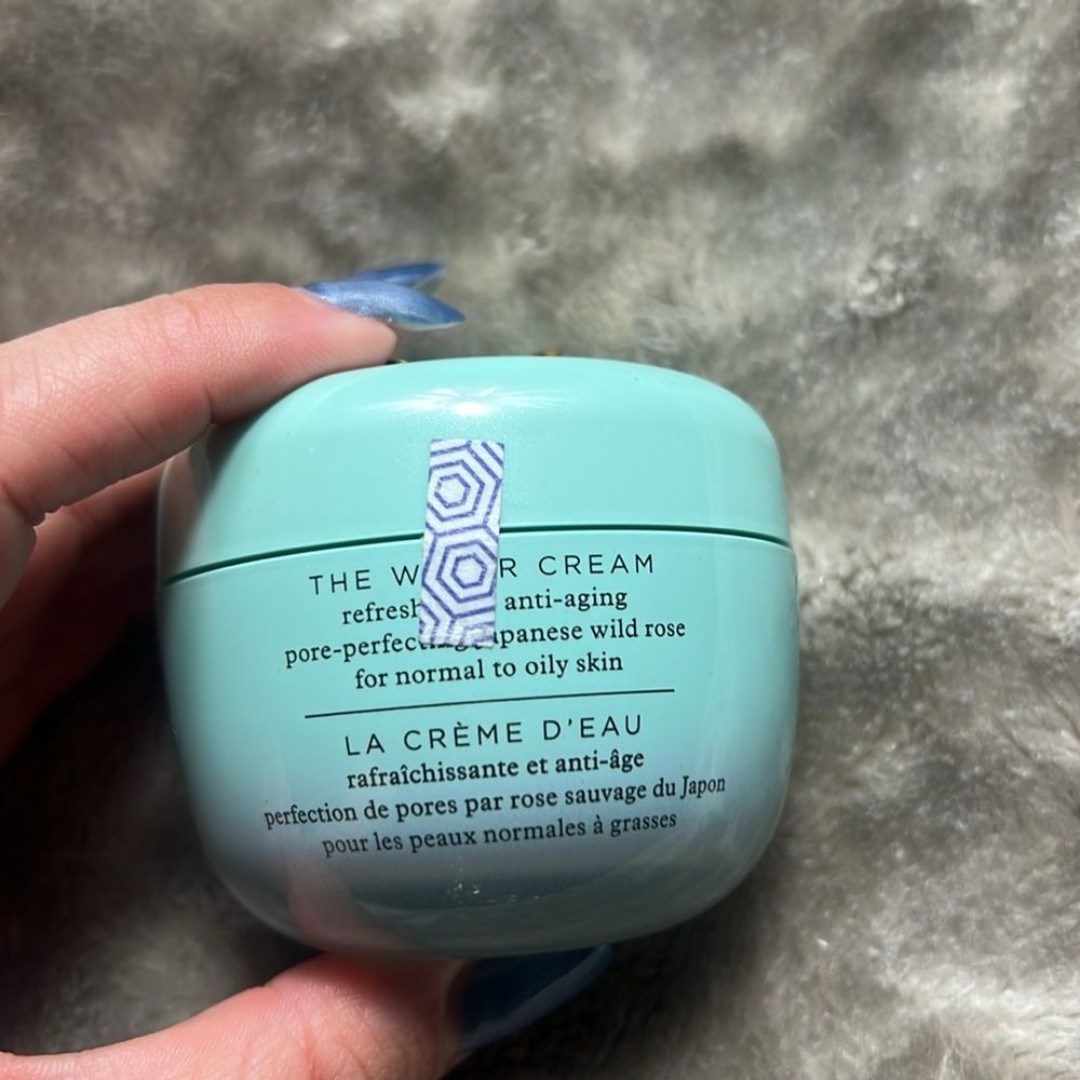 THE W R CREAM
refresh anti-aging
pore-perfecting Japanese wild rose
for normal to oily skin
LA CRÈME D'EAU
rafraîchissante et anti-âge
perfection de pores par rose sauvage du Japon
pour les peaux normales à grasses